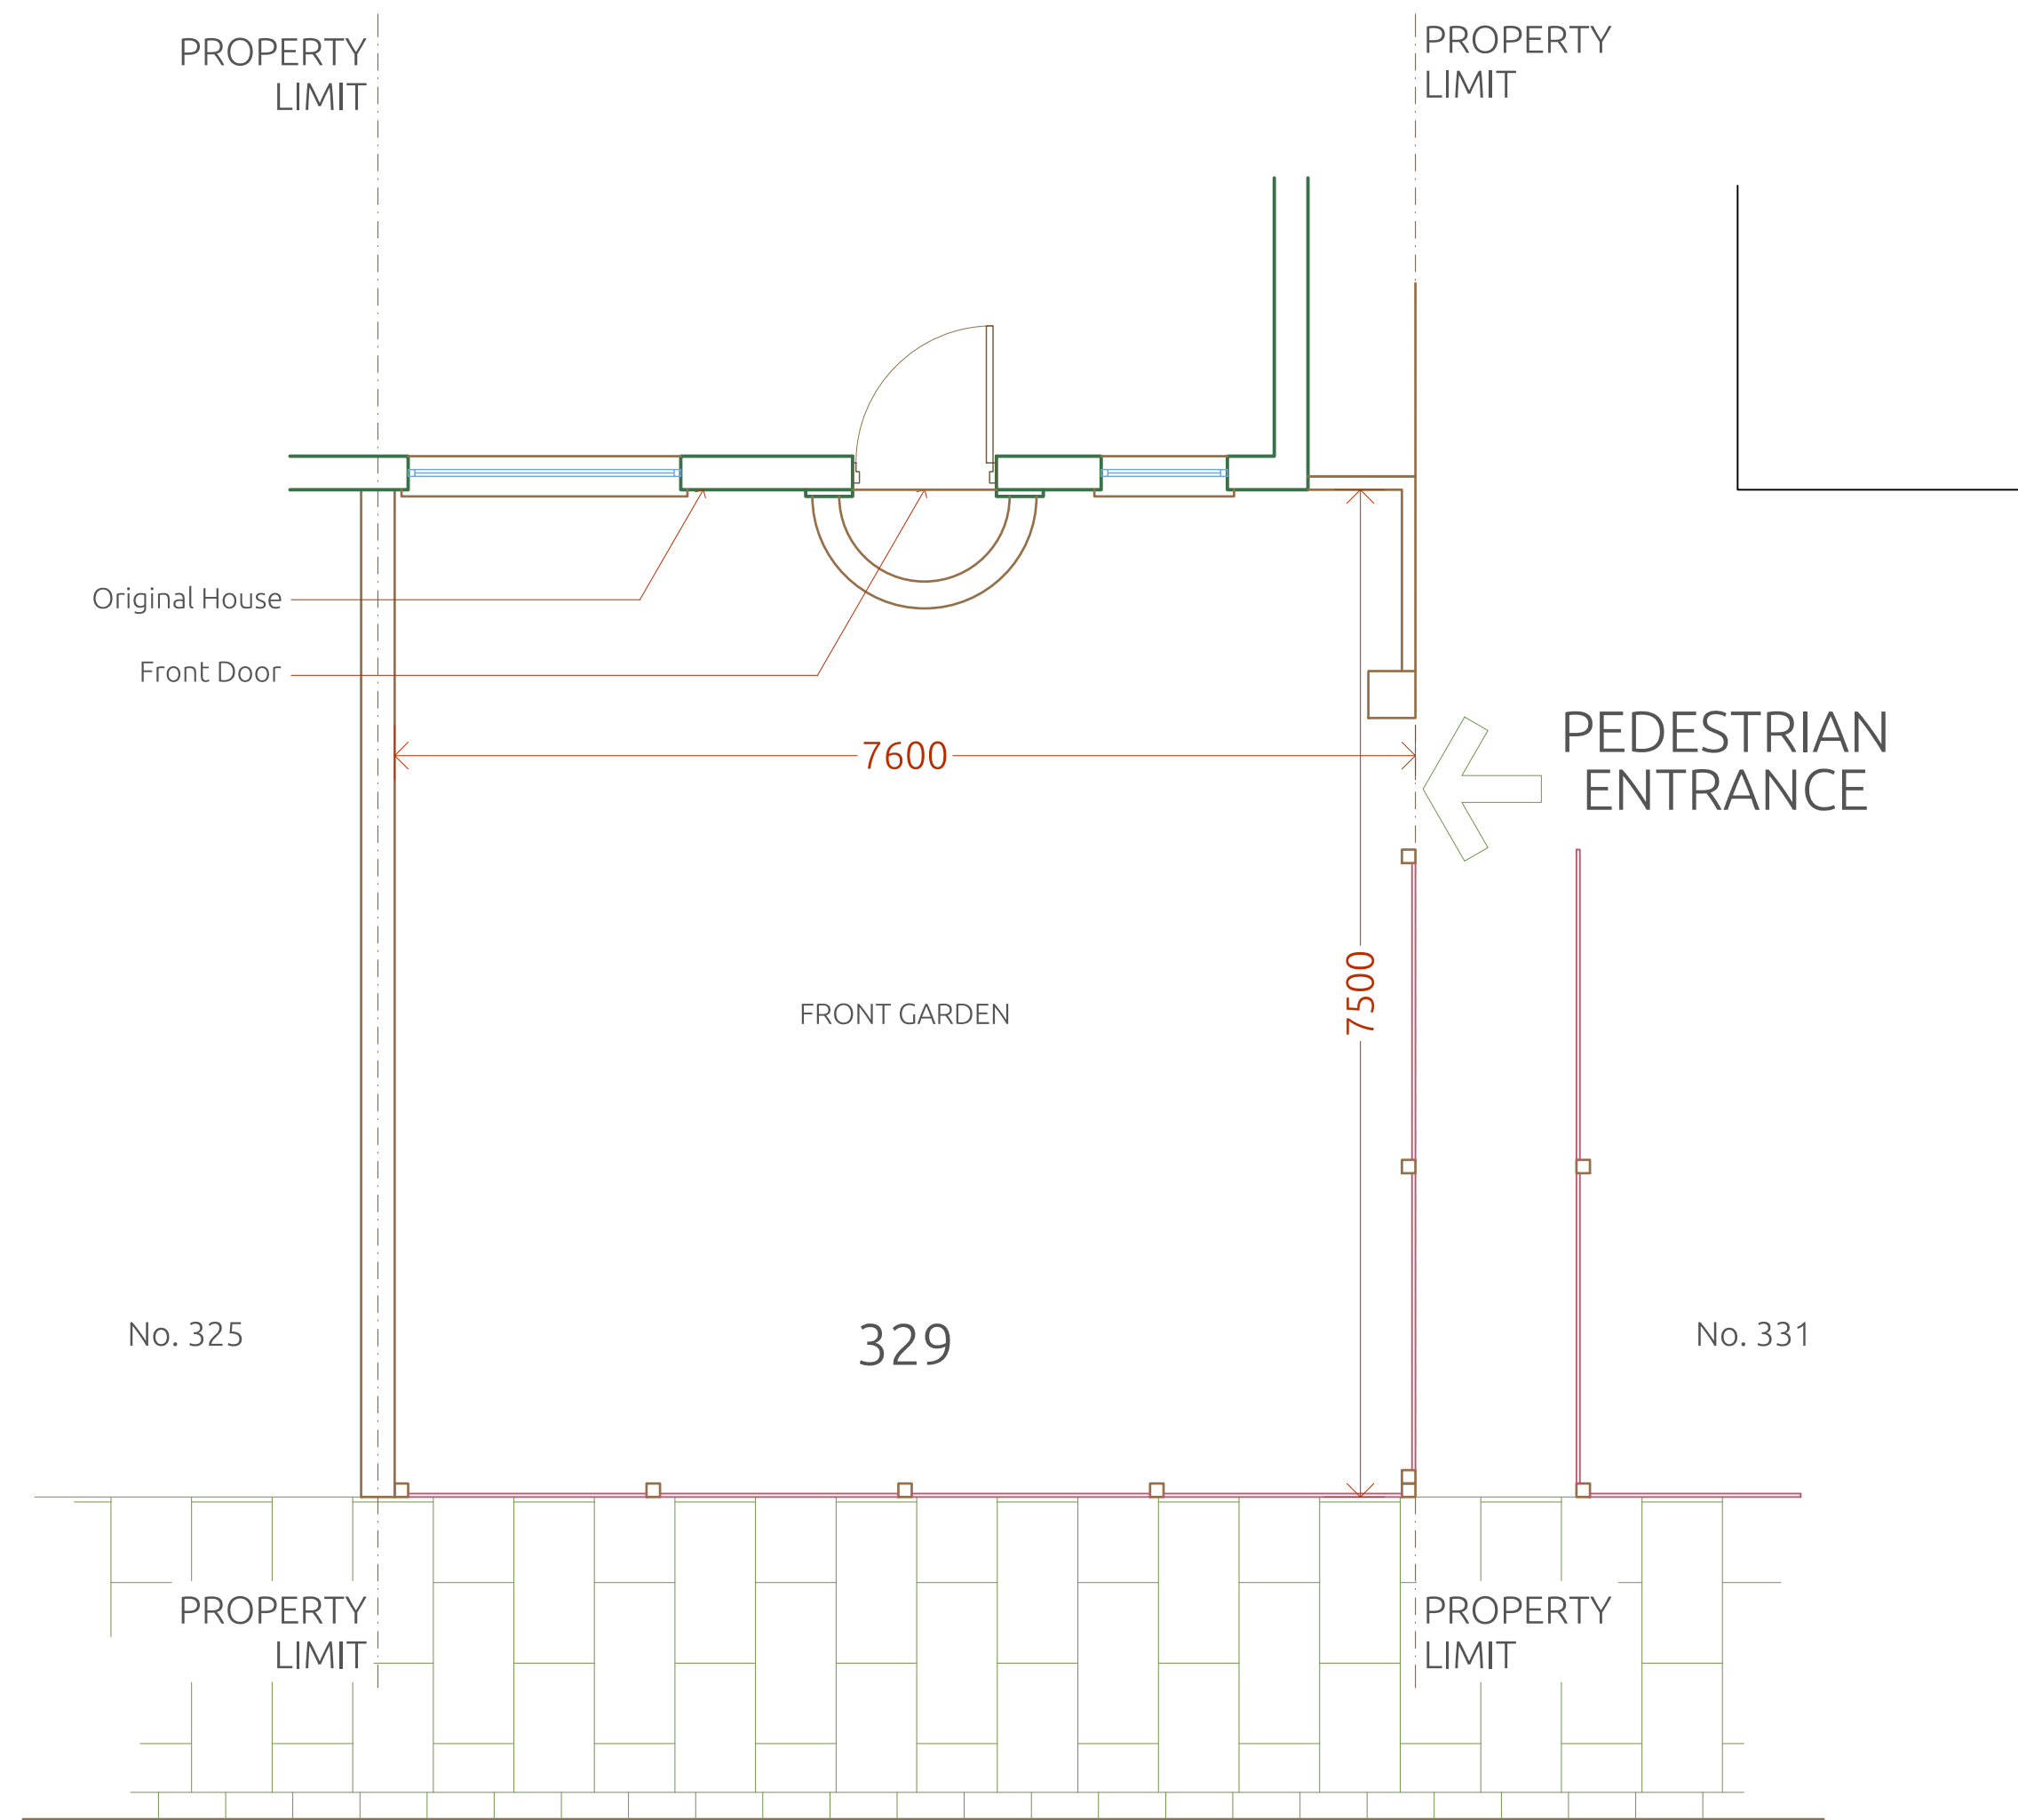 PROPERTY
LIMIT
PROPERTY
LIMIT
Original House
Front Door
7600
PEDESTRIAN
ENTRANCE
7500
FRONT GARDEN
No. 325
329
No. 331
PROPERTY
LIMIT
PROPERTY
LIMIT